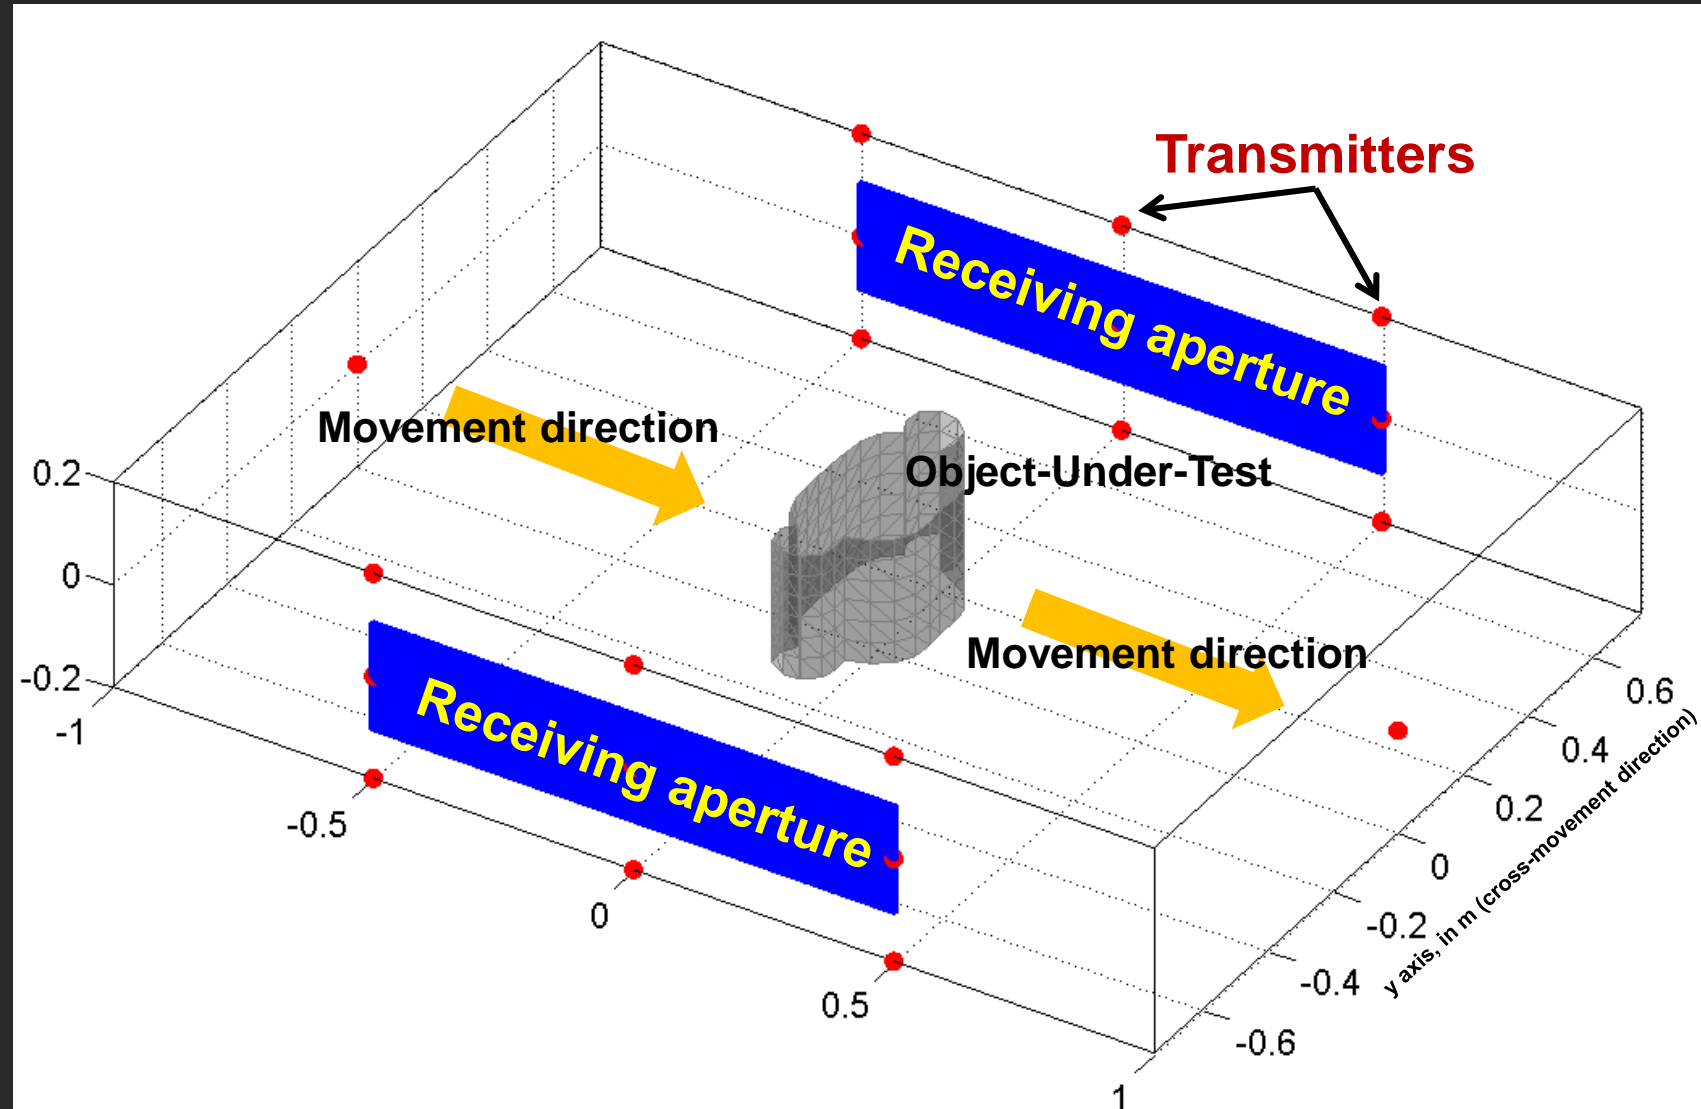 Transmitters
Receiving aperture
Movement direction
Object-Under-Test
0.2
0
-0.2
-1
Movement direction
Receiving aperture
-0.5
0
0.5
1
0.6
0.4
0.2
0
-0.2
-0.4
-0.6
y axis, in m (cross-movement direction)